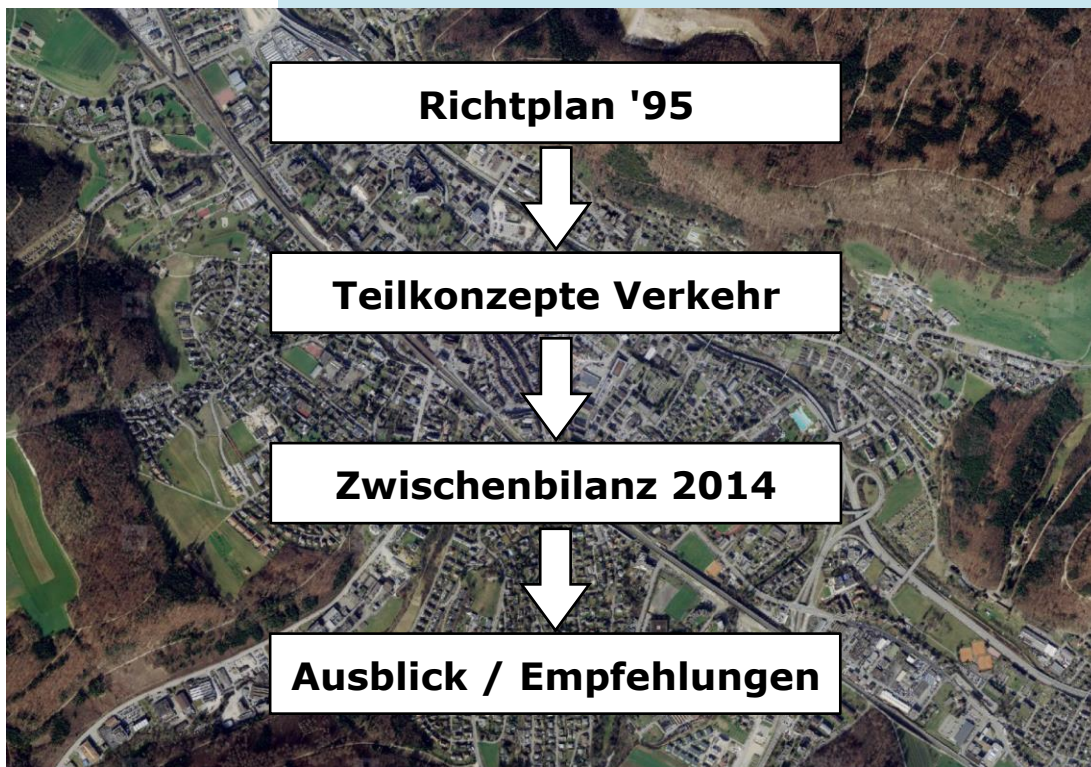 Richtplan '95
Teilkonzepte Verkehr
Zwischenbilanz 2014
Ausblick / Empfehlungen